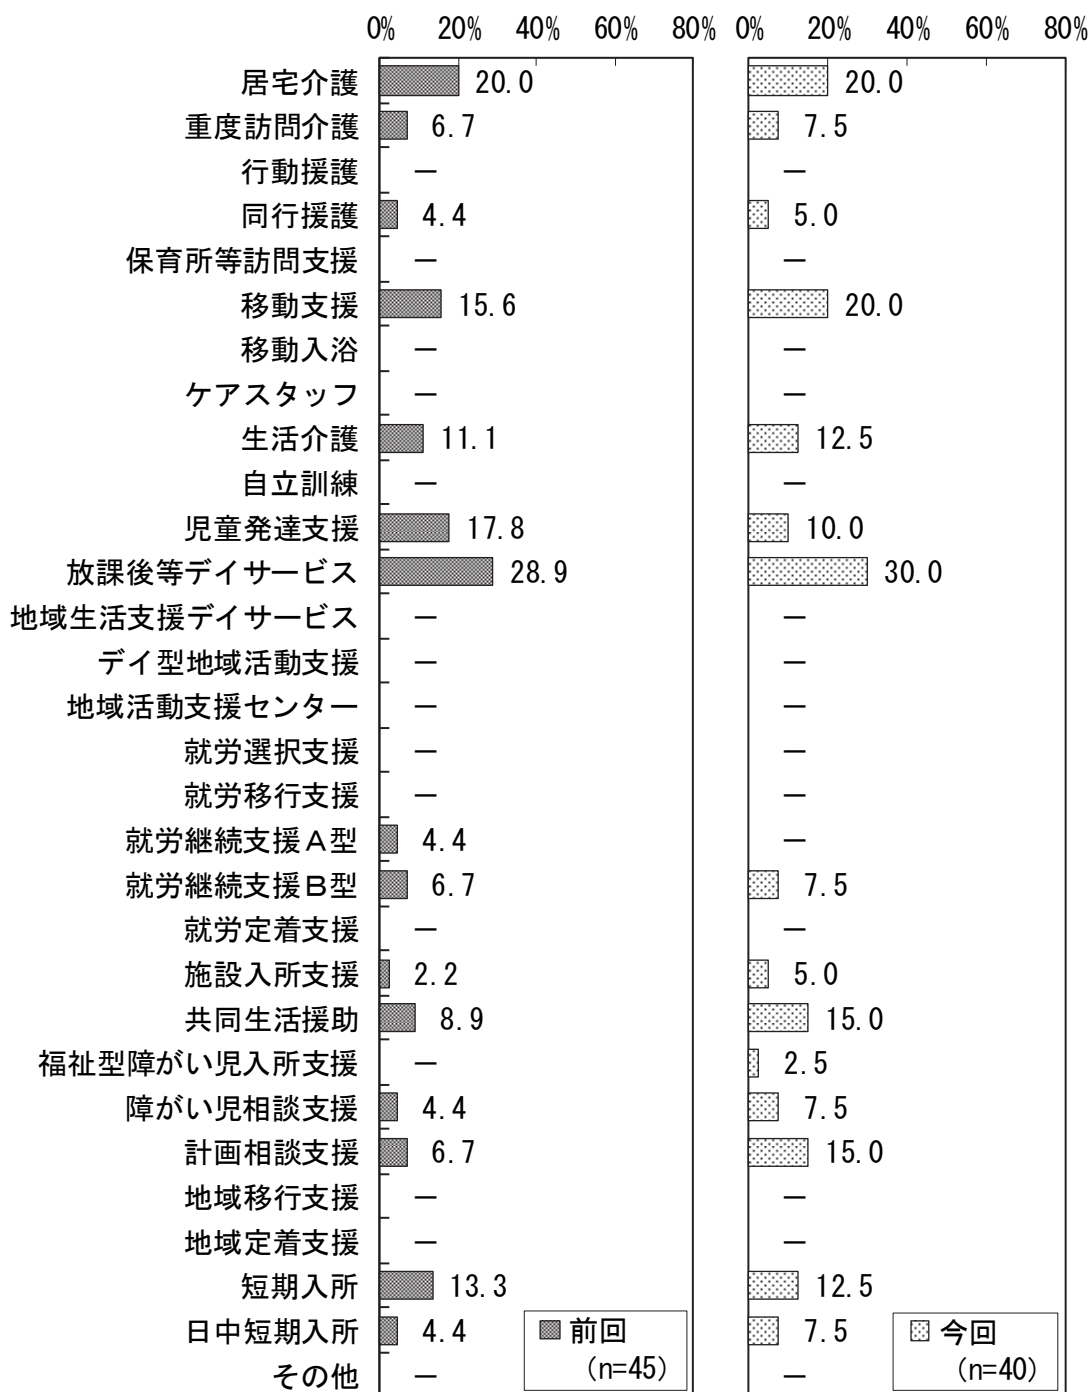 0% 20% 40% 60% 80% 0% 20% 40% 60% 80%
居宅介護 20.0 20.0
重度訪問介護 6.7 7.5
行動援護 － －
同行援護 4.4 5.0
保育所等訪問支援 － －
移動支援 15.6 20.0
移動入浴 － －
ケアスタッフ － －
生活介護 11.1 12.5
自立訓練 － －
児童発達支援 17.8 10.0
放課後等デイサービス 28.9 30.0
地域生活支援デイサービス － －
デイ型地域活動支援 － －
地域活動支援センター － －
就労選択支援 － －
就労移行支援 － －
就労継続支援Ａ型 4.4 －
就労継続支援Ｂ型 6.7 7.5
就労定着支援 － －
施設入所支援 2.2 5.0
共同生活援助 8.9 15.0
福祉型障がい児入所支援 － 2.5
障がい児相談支援 4.4 7.5
計画相談支援 6.7 15.0
地域移行支援 － －
地域定着支援 － －
短期入所 13.3 12.5
日中短期入所 4.4 7.5
その他 － －
前回
（n=45）
今回
（n=40）